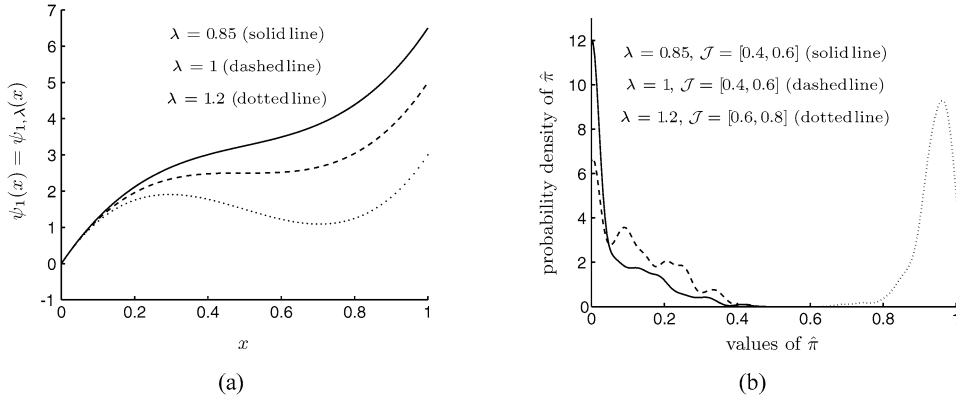 7
6
5
4
3
2
1
0
-1
0 0.2 0.4 0.6 0.8 1
x
ψ₁(x) = ψ₁,λ(x)
λ = 0.85 (solid line)
λ = 1 (dashed line)
λ = 1.2 (dotted line)
(a)
12
10
8
6
4
2
0
0 0.2 0.4 0.6 0.8 1
values of π̂
probability density of π̂
λ = 0.85, 𝒥 = [0.4, 0.6] (solid line)
λ = 1, 𝒥 = [0.4, 0.6] (dashed line)
λ = 1.2, 𝒥 = [0.6, 0.8] (dotted line)
(b)